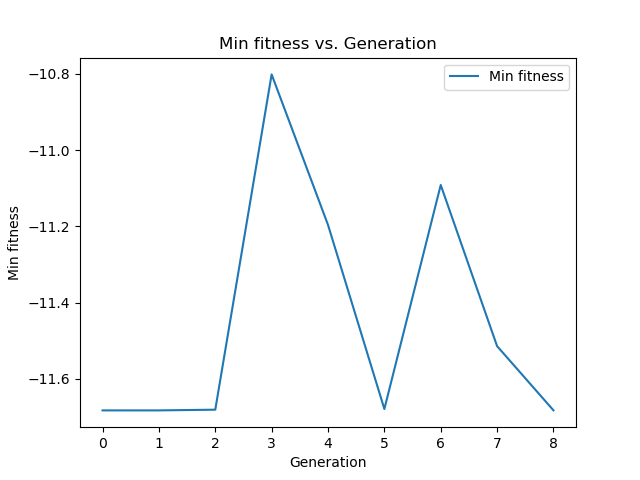 Min fitness vs. Generation
Min fitness
−10.8
−11.0
−11.2
−11.4
−11.6
Min fitness
0 1 2 3 4 5 6 7 8
Generation